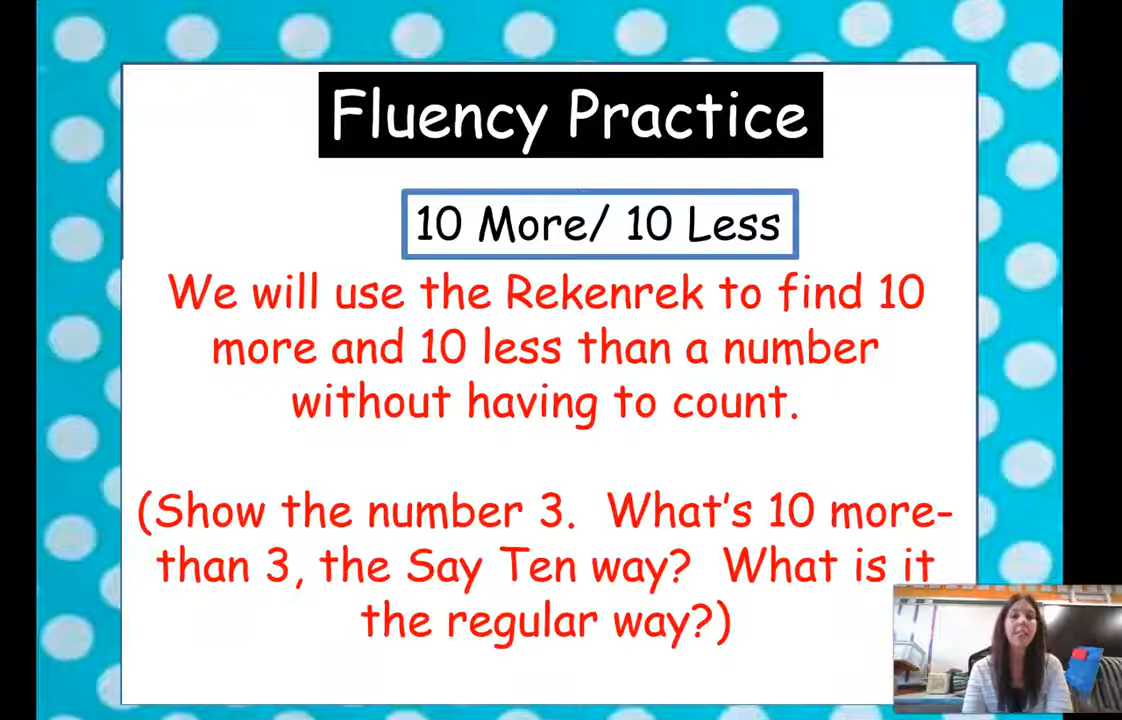 Fluency Practice
10 More/ 10 Less
We will use the Rekenrek to find 10
more and 10 less than a number
without having to count.
(Show the number 3.  What's 10 more-
than 3, the Say Ten way?  What is it
the regular way?)